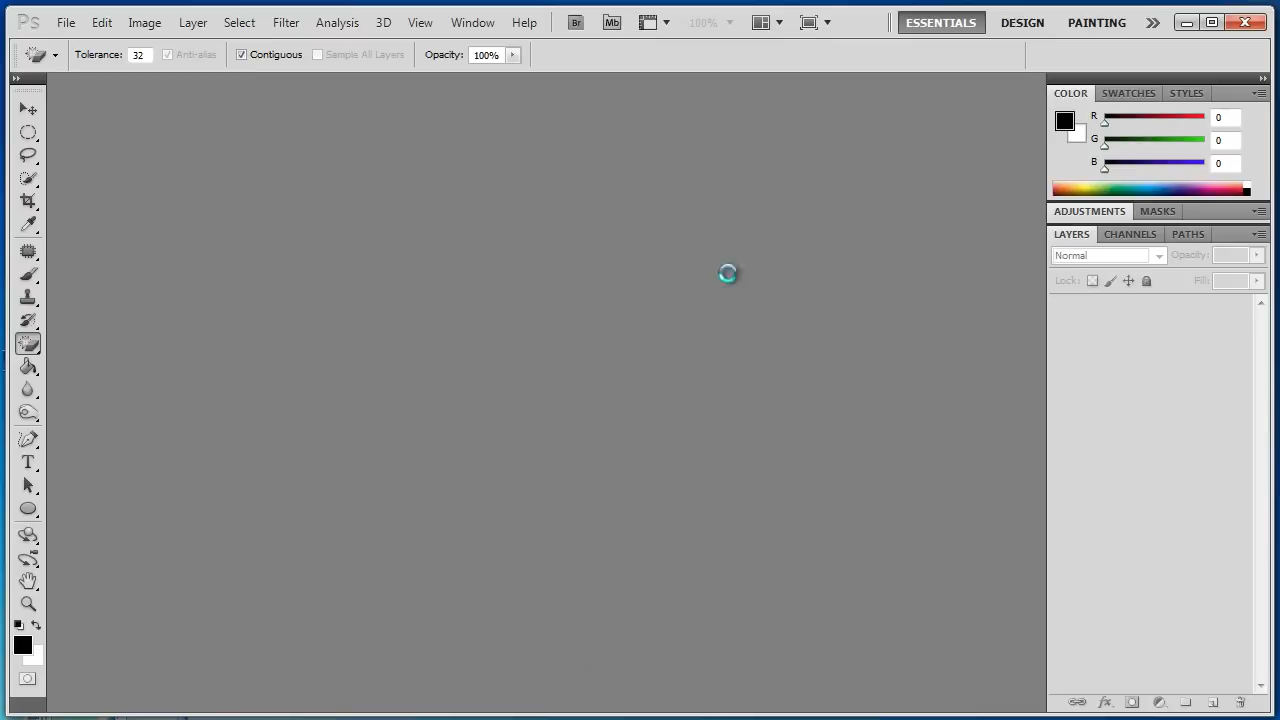 Ps File Edit Image Layer Select Filter Analysis 3D View Window Help Br Mb 100% ESSENTIALS DESIGN PAINTING
Tolerance: 32 Anti-alias Contiguous Sample All Layers Opacity: 100%
COLOR SWATCHES STYLES
R 0
G 0
B 0
ADJUSTMENTS MASKS
LAYERS CHANNELS PATHS
Normal Opacity:
Lock: Fill:
T
fx